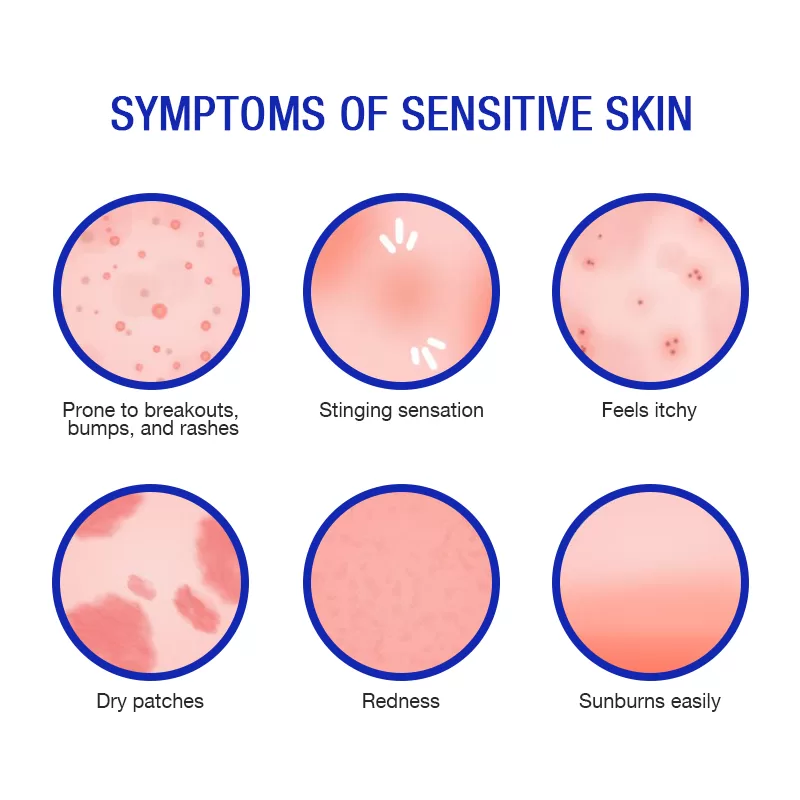 SYMPTOMS OF SENSITIVE SKIN
Prone to breakouts,
bumps, and rashes
Stinging sensation
Feels itchy
Dry patches
Redness
Sunburns easily